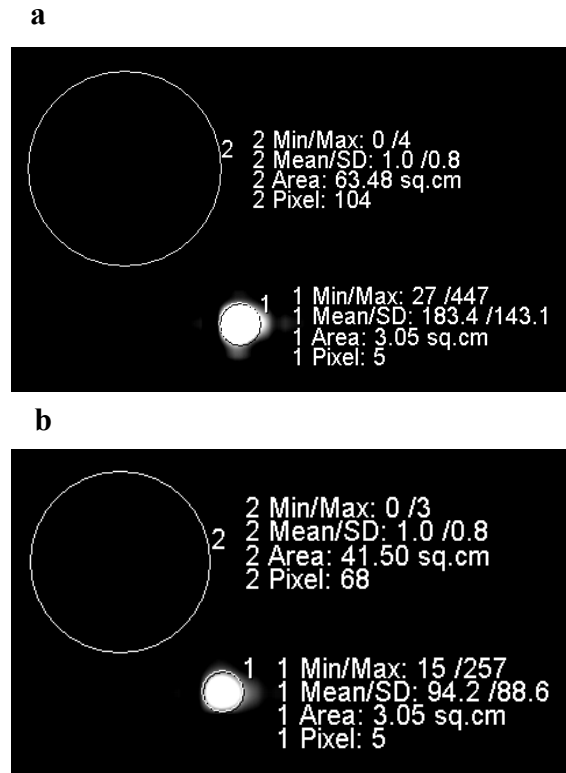 a
2
2 Min/Max: 0 /4
2 Mean/SD: 1.0 /0.8
2 Area: 63.48 sq.cm
2 Pixel: 104
1
1 Min/Max: 27 /447
1 Mean/SD: 183.4 /143.1
1 Area: 3.05 sq.cm
1 Pixel: 5
b
2
2 Min/Max: 0 /3
2 Mean/SD: 1.0 /0.8
2 Area: 41.50 sq.cm
2 Pixel: 68
1
1 Min/Max: 15 /257
1 Mean/SD: 94.2 /88.6
1 Area: 3.05 sq.cm
1 Pixel: 5